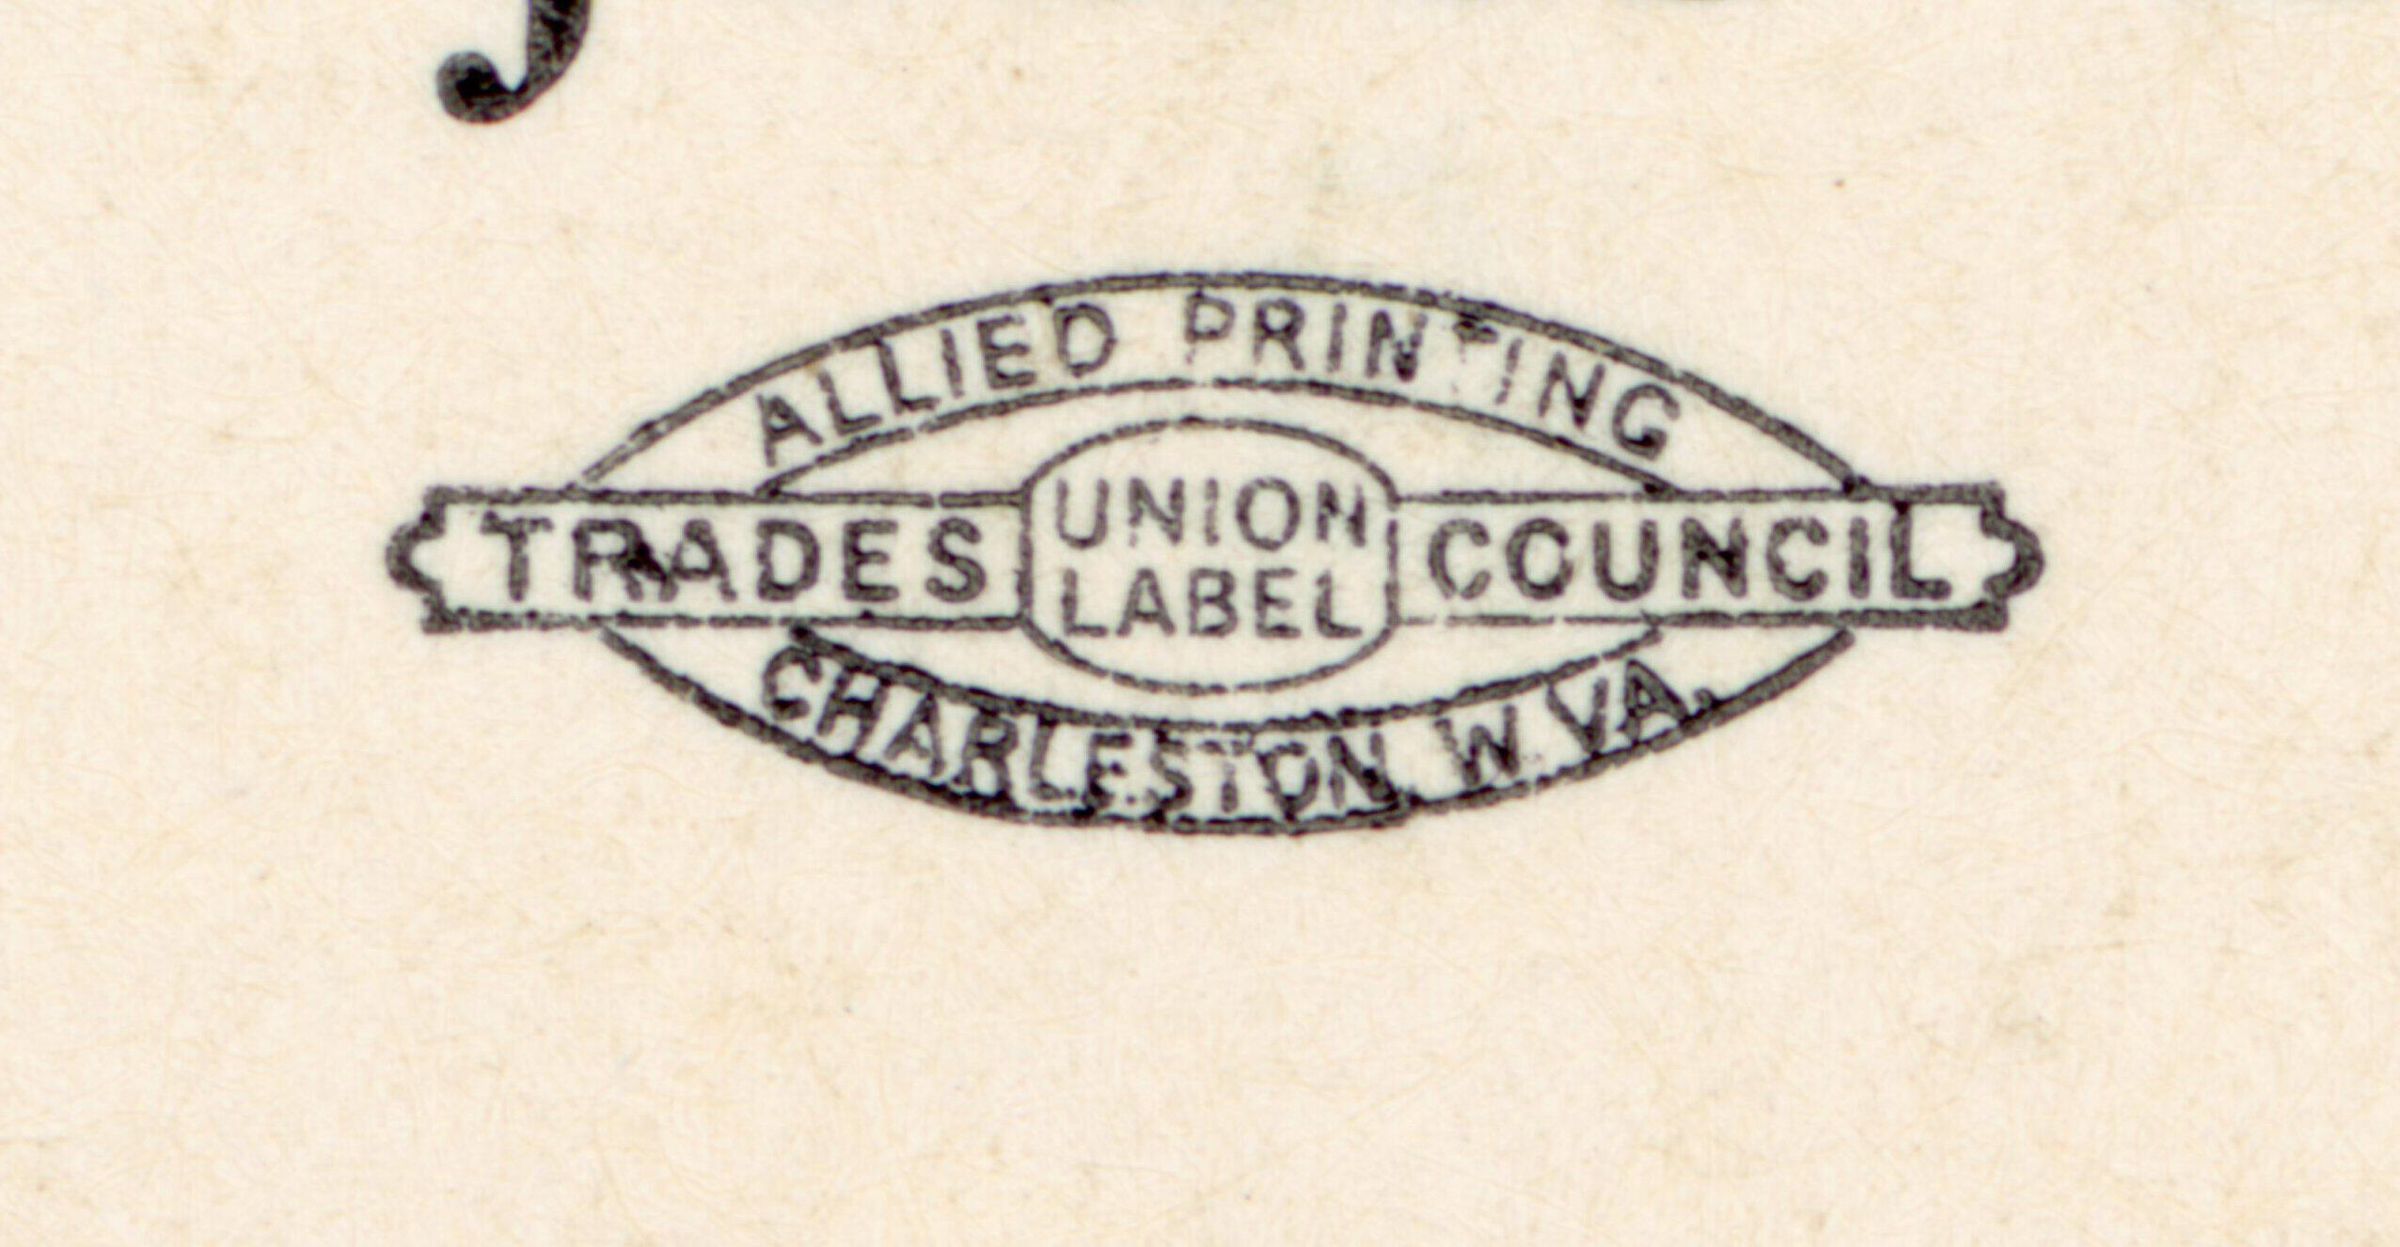 ALLIED PRINTING
TRADES UNION LABEL COUNCIL
CHARLESTON W. VA.